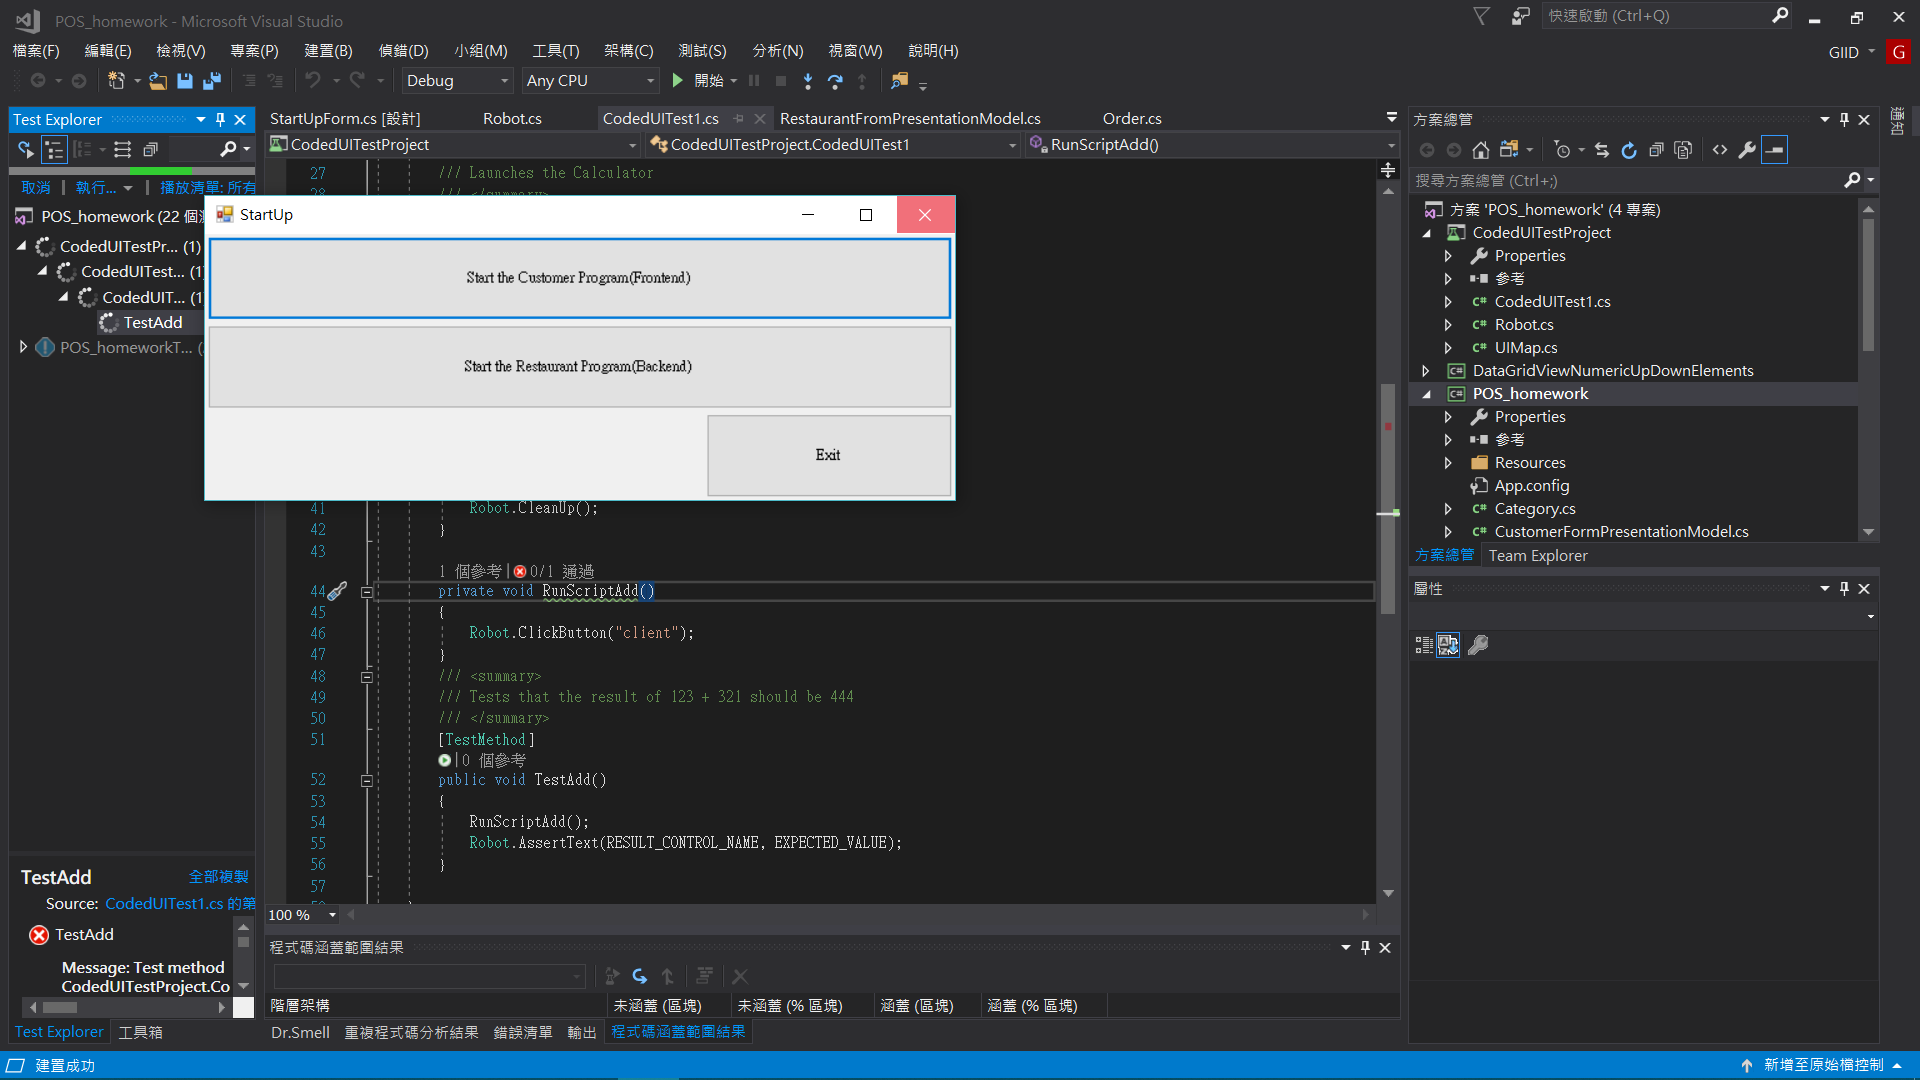 POS_homework - Microsoft Visual Studio
快速啟動 (Ctrl+Q)
檔案(F) 編輯(E) 檢視(V) 專案(P) 建置(B) 偵錯(D) 小組(M) 工具(T) 架構(C) 測試(S) 分析(N) 視窗(W) 說明(H)
GIID G
Debug Any CPU 開始
Test Explorer
StartUpForm.cs [設計] Robot.cs CodedUITest1.cs RestaurantFromPresentationModel.cs Order.cs
方案總管
通知
CodedUITestProject CodedUITestProject.CodedUITest1 RunScriptAdd()
取消 執行... 播放清單: 所有
POS_homework (22 個
CodedUITestPr... (1)
CodedUITest... (1
CodedUIT... (1
TestAdd
POS_homeworkT... (
27 /// Launches the Calculator
28 /// </summary>
StartUp
Start the Customer Program(Frontend)
Start the Restaurant Program(Backend)
Exit
41 Robot.CleanUp();
42 }
43
1 個參考 | 0/1 通過
44 private void RunScriptAdd()
45 {
46 Robot.ClickButton("client");
47 }
48 /// <summary>
49 /// Tests that the result of 123 + 321 should be 444
50 /// </summary>
51 [TestMethod]
|0 個參考
52 public void TestAdd()
53 {
54 RunScriptAdd();
55 Robot.AssertText(RESULT_CONTROL_NAME, EXPECTED_VALUE);
56 }
57
100 %
搜尋方案總管 (Ctrl+;)
方案 'POS_homework' (4 專案)
CodedUITestProject
Properties
參考
C# CodedUITest1.cs
C# Robot.cs
C# UIMap.cs
C# DataGridViewNumericUpDownElements
C# POS_homework
Properties
參考
Resources
App.config
C# Category.cs
C# CustomerFormPresentationModel.cs
方案總管 Team Explorer
屬性
TestAdd 全部複製
Source: CodedUITest1.cs 的第
TestAdd
Message: Test method
CodedUITestProject.Co
Test Explorer 工具箱
程式碼涵蓋範圍結果
階層架構 未涵蓋 (區塊) 未涵蓋 (% 區塊) 涵蓋 (區塊) 涵蓋 (% 區塊)
Dr.Smell 重複程式碼分析結果 錯誤清單 輸出 程式碼涵蓋範圍結果
建置成功
新增至原始檔控制